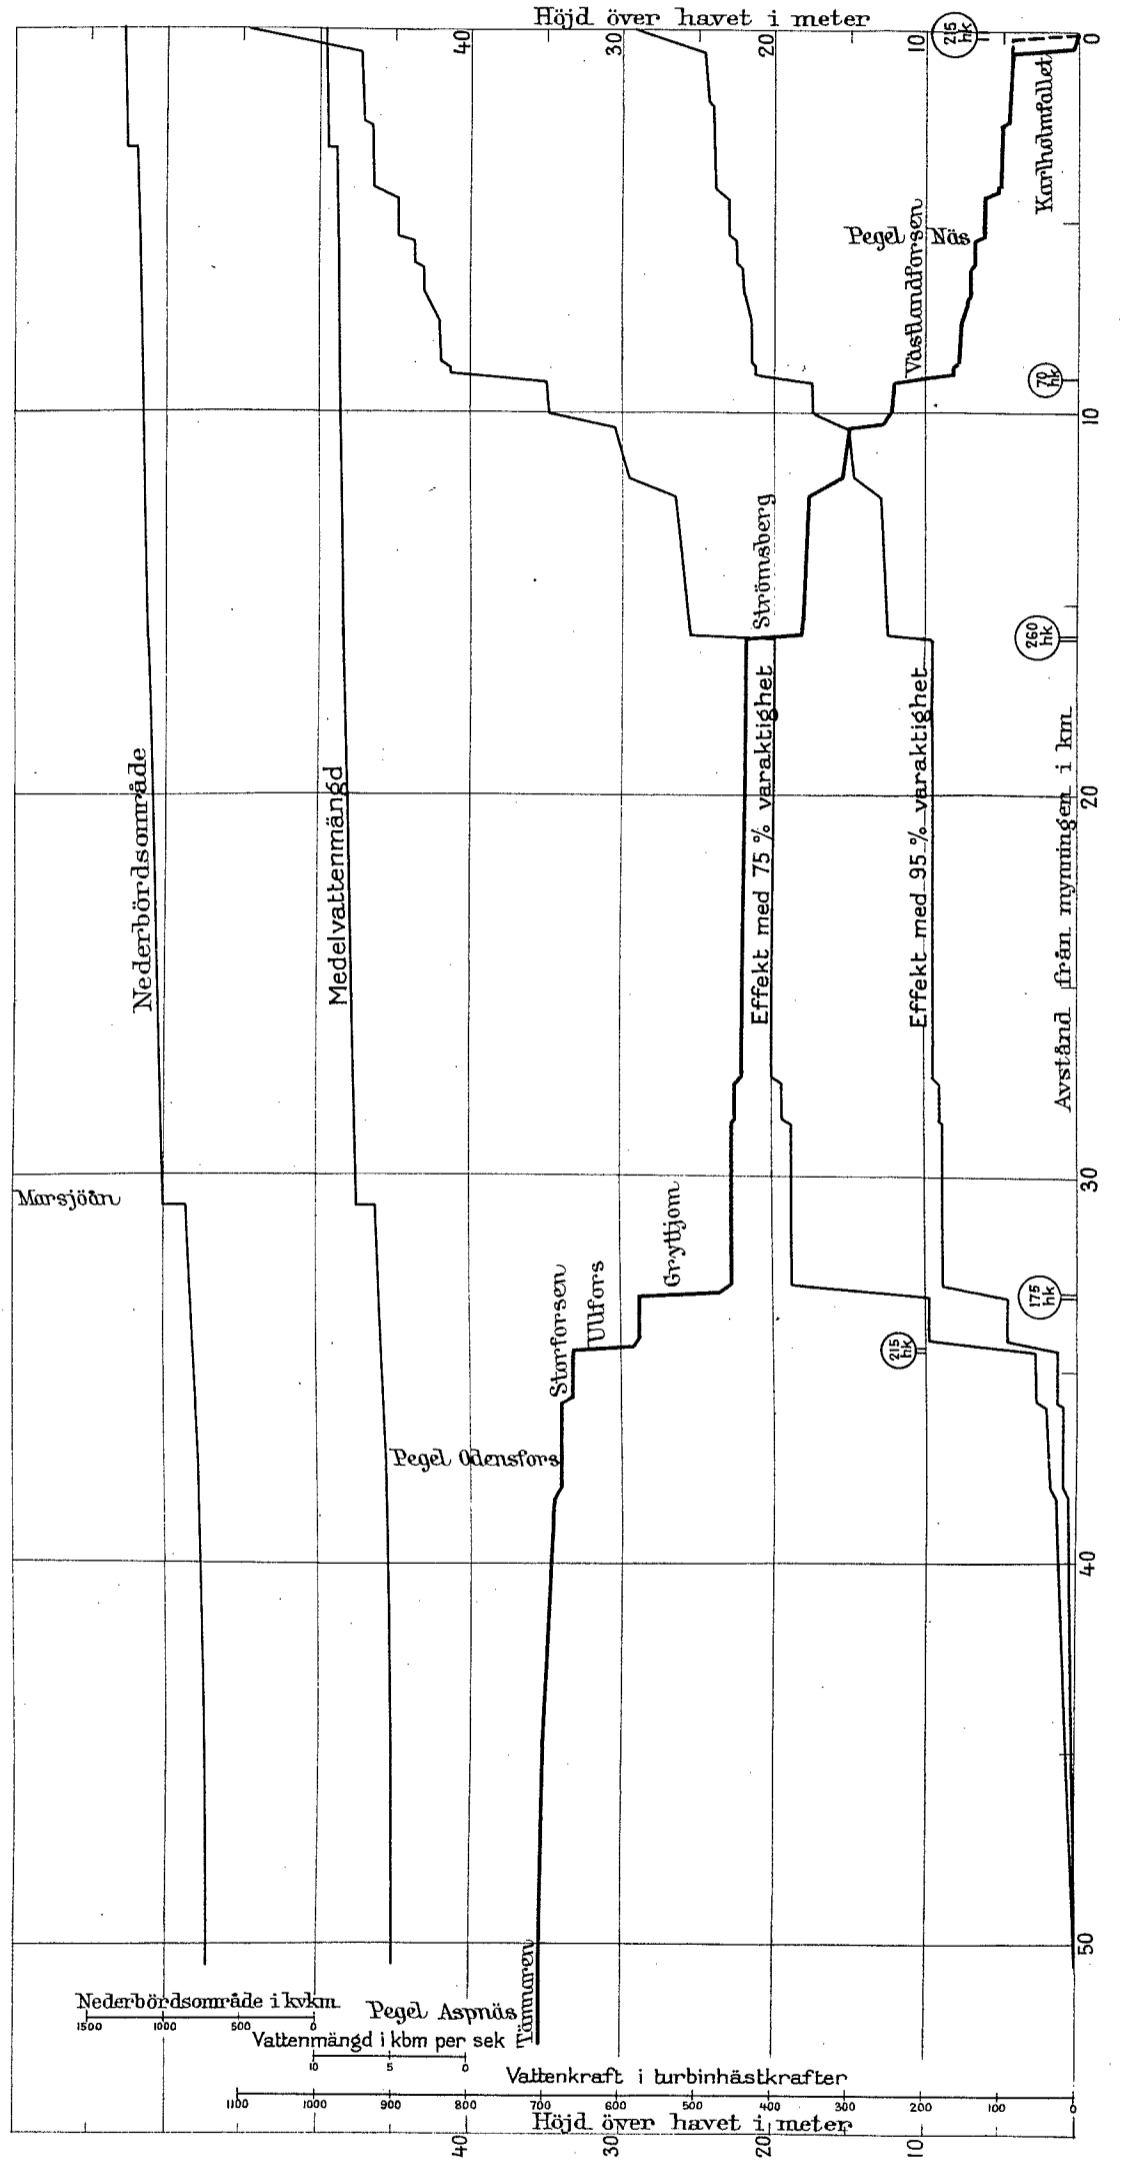 Höjd över havet i meter
40
30
20
10
0
215
hk
Karlholmfallet
Pegel Näs
Västlandforsen
70
hk
10
Strömsberg
260
hk
Nederbördsområde
Medelvattenmängd
Effekt med 75 % varaktighet
Effekt med 95 % varaktighet
Avstånd från mynningen i km
20
30
Marsjöån
Gryttjom
Ullfors
Storforsen
175
hk
215
hk
Pegel Odensfors
40
50
Tämnaren
Nederbördsområde i kvkm
1500 1000 500 0
Pegel Aspnäs
Vattenmängd i kbm per sek
10 5 0
Vattenkraft i turbinhästkrafter
1100 1000 900 800 700 600 500 400 300 200 100 0
Höjd över havet i meter
40
20
10